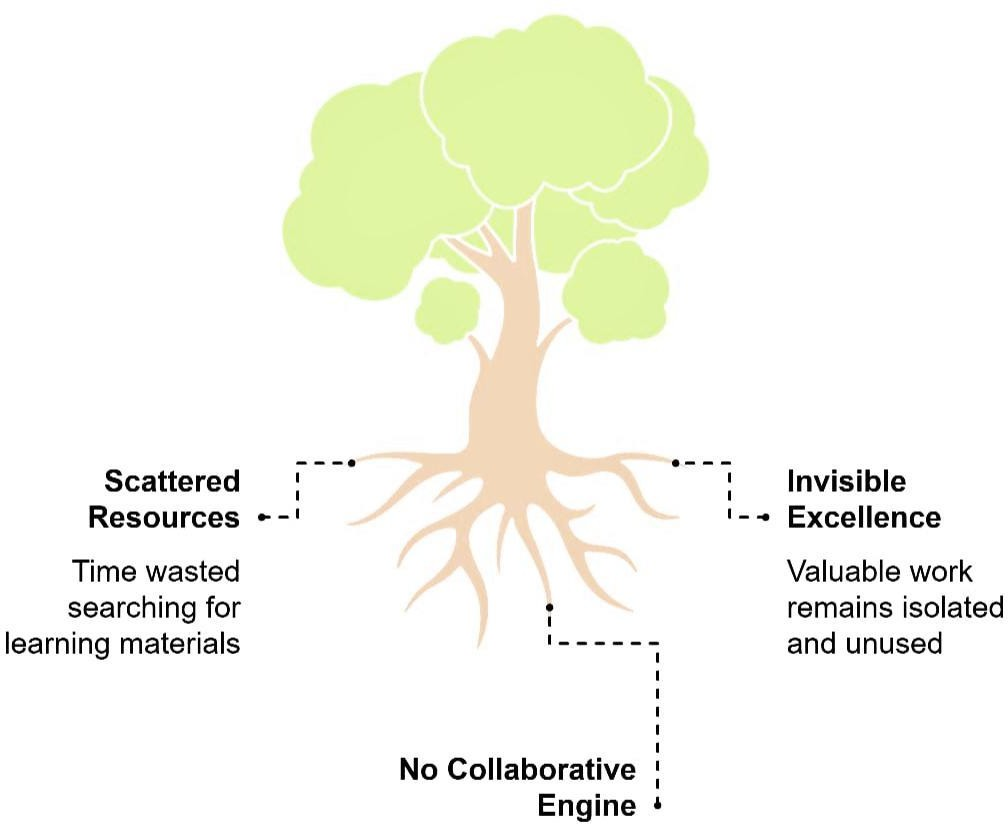 Scattered
Resources
Time wasted
searching for
learning materials
Invisible
Excellence
Valuable work
remains isolated
and unused
No Collaborative
Engine